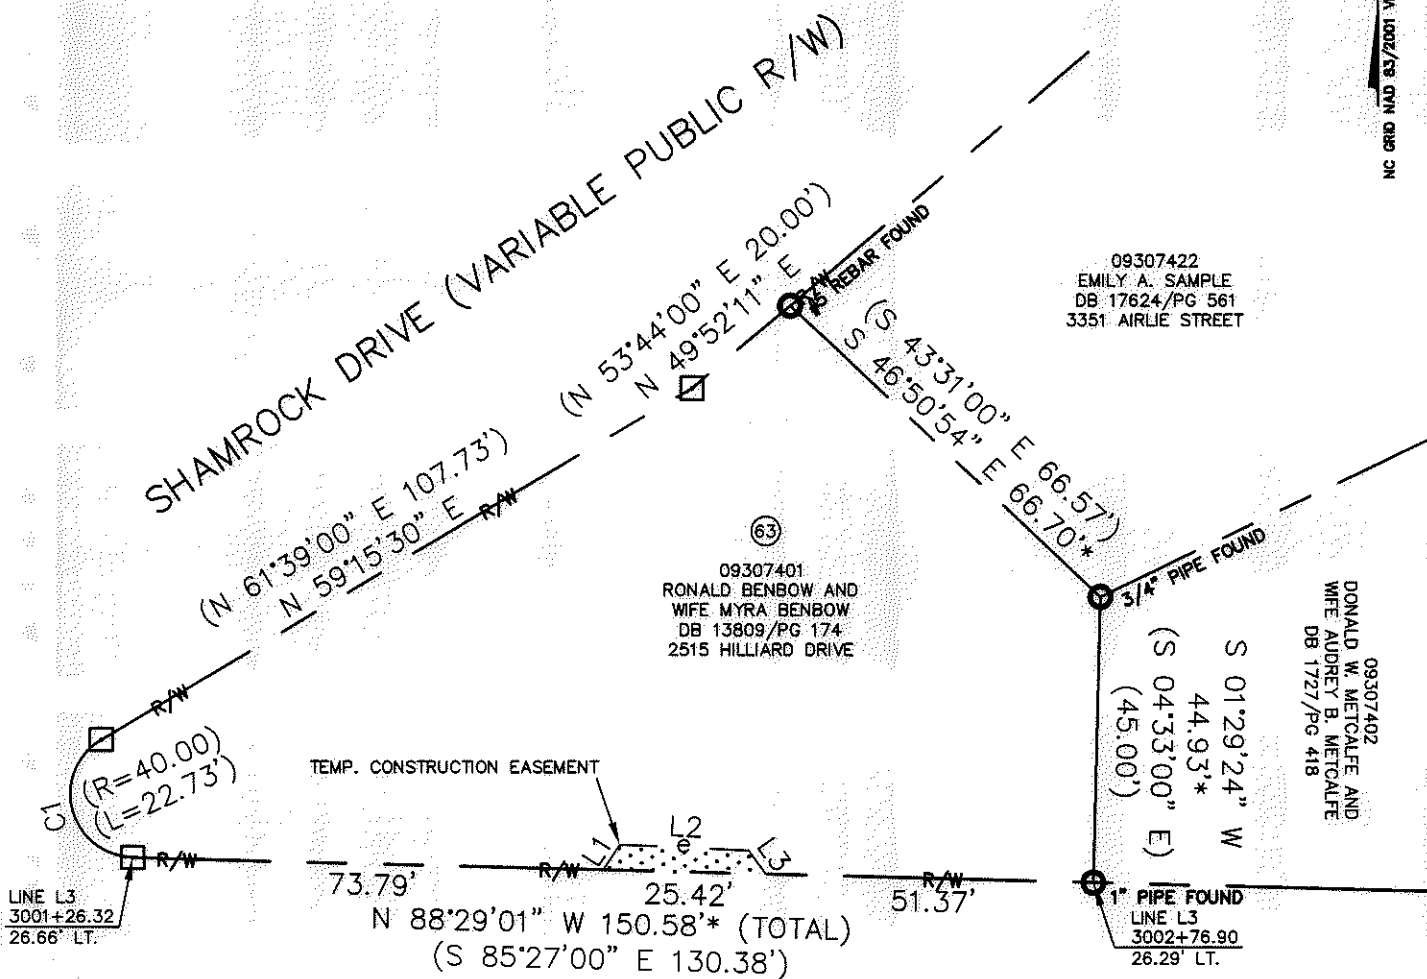 NC GRID NAD 83/2001
SHAMROCK DRIVE (VARIABLE PUBLIC R/W)
(N 53°44'00" E 20.00')
N 49°52'11" E
R/W
#5 REBAR FOUND
09307422
EMILY A. SAMPLE
DB 17624/PG 561
3351 AIRLIE STREET
(S 43°31'00" E 66.57')
S 46°50'54" E 66.70'*
(N 61°39'00" E 107.73')
N 59°15'30" E
R/W
63
09307401
RONALD BENBOW AND
WIFE MYRA BENBOW
DB 13809/PG 174
2515 HILLIARD DRIVE
3/4" PIPE FOUND
09307402
DONALD W. METCALFE AND
WIFE AUDREY B. METCALFE
DB 1727/PG 418
S 01°29'24" W
44.93'*
(S 04°33'00" E)
(45.00')
R/W
(R=40.00)
(L=22.73')
C1
TEMP. CONSTRUCTION EASEMENT
L1
L2
L3
R/W
R/W
R/W
73.79'
25.42'
51.37'
N 88°29'01" W 150.58'* (TOTAL)
(S 85°27'00" E 130.38')
LINE L3
3001+26.32
26.66' LT.
1" PIPE FOUND
LINE L3
3002+76.90
26.29' LT.